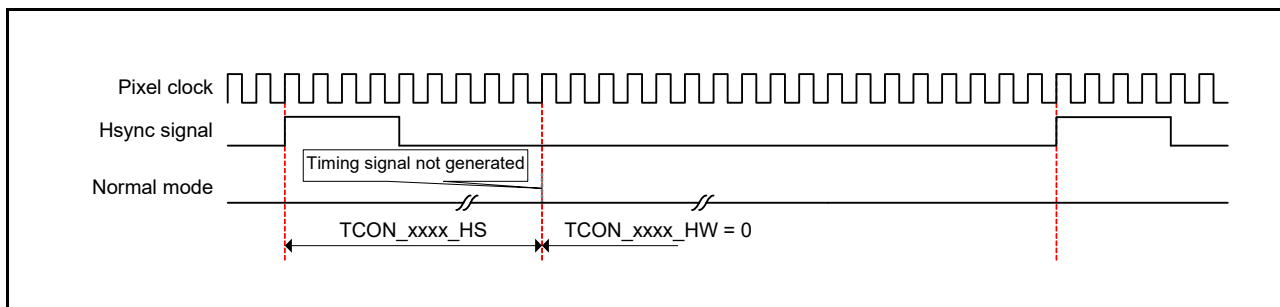 Pixel clock
Hsync signal
Timing signal not generated
Normal mode
TCON_xxxx_HS
TCON_xxxx_HW = 0